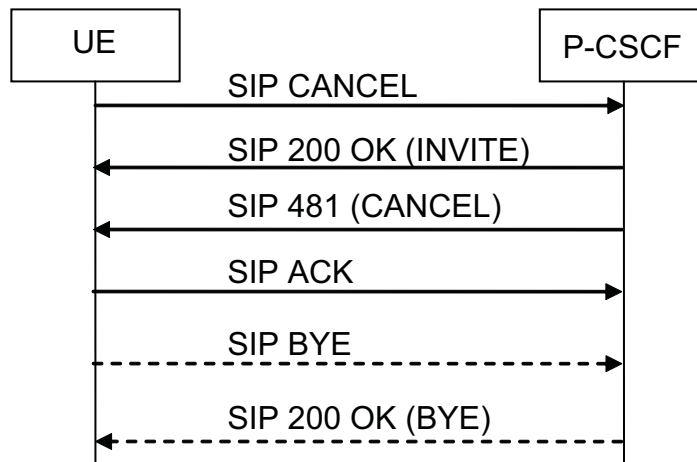 UE
P-CSCF
SIP CANCEL
SIP 200 OK (INVITE)
SIP 481 (CANCEL)
SIP ACK
SIP BYE
SIP 200 OK (BYE)